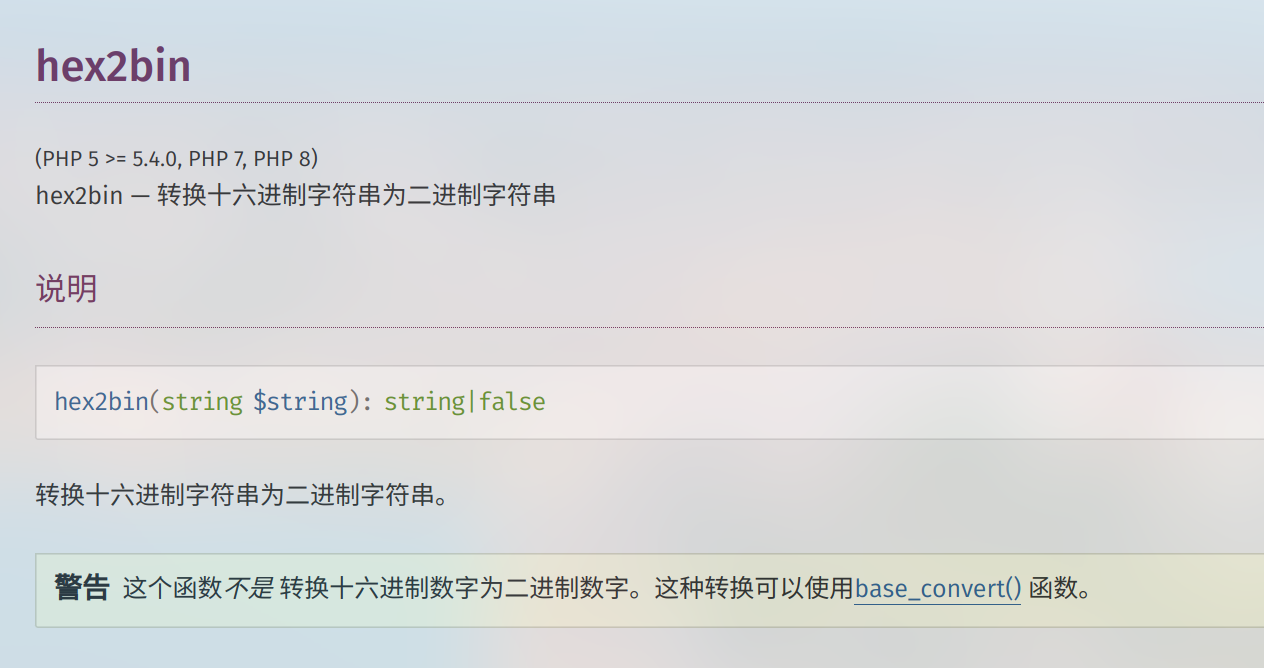 hex2bin
(PHP 5 >= 5.4.0, PHP 7, PHP 8)
hex2bin — 转换十六进制字符串为二进制字符串
说明
hex2bin(string $string): string|false
转换十六进制字符串为二进制字符串。
警告 这个函数不是 转换十六进制数字为二进制数字。这种转换可以使用base_convert() 函数。